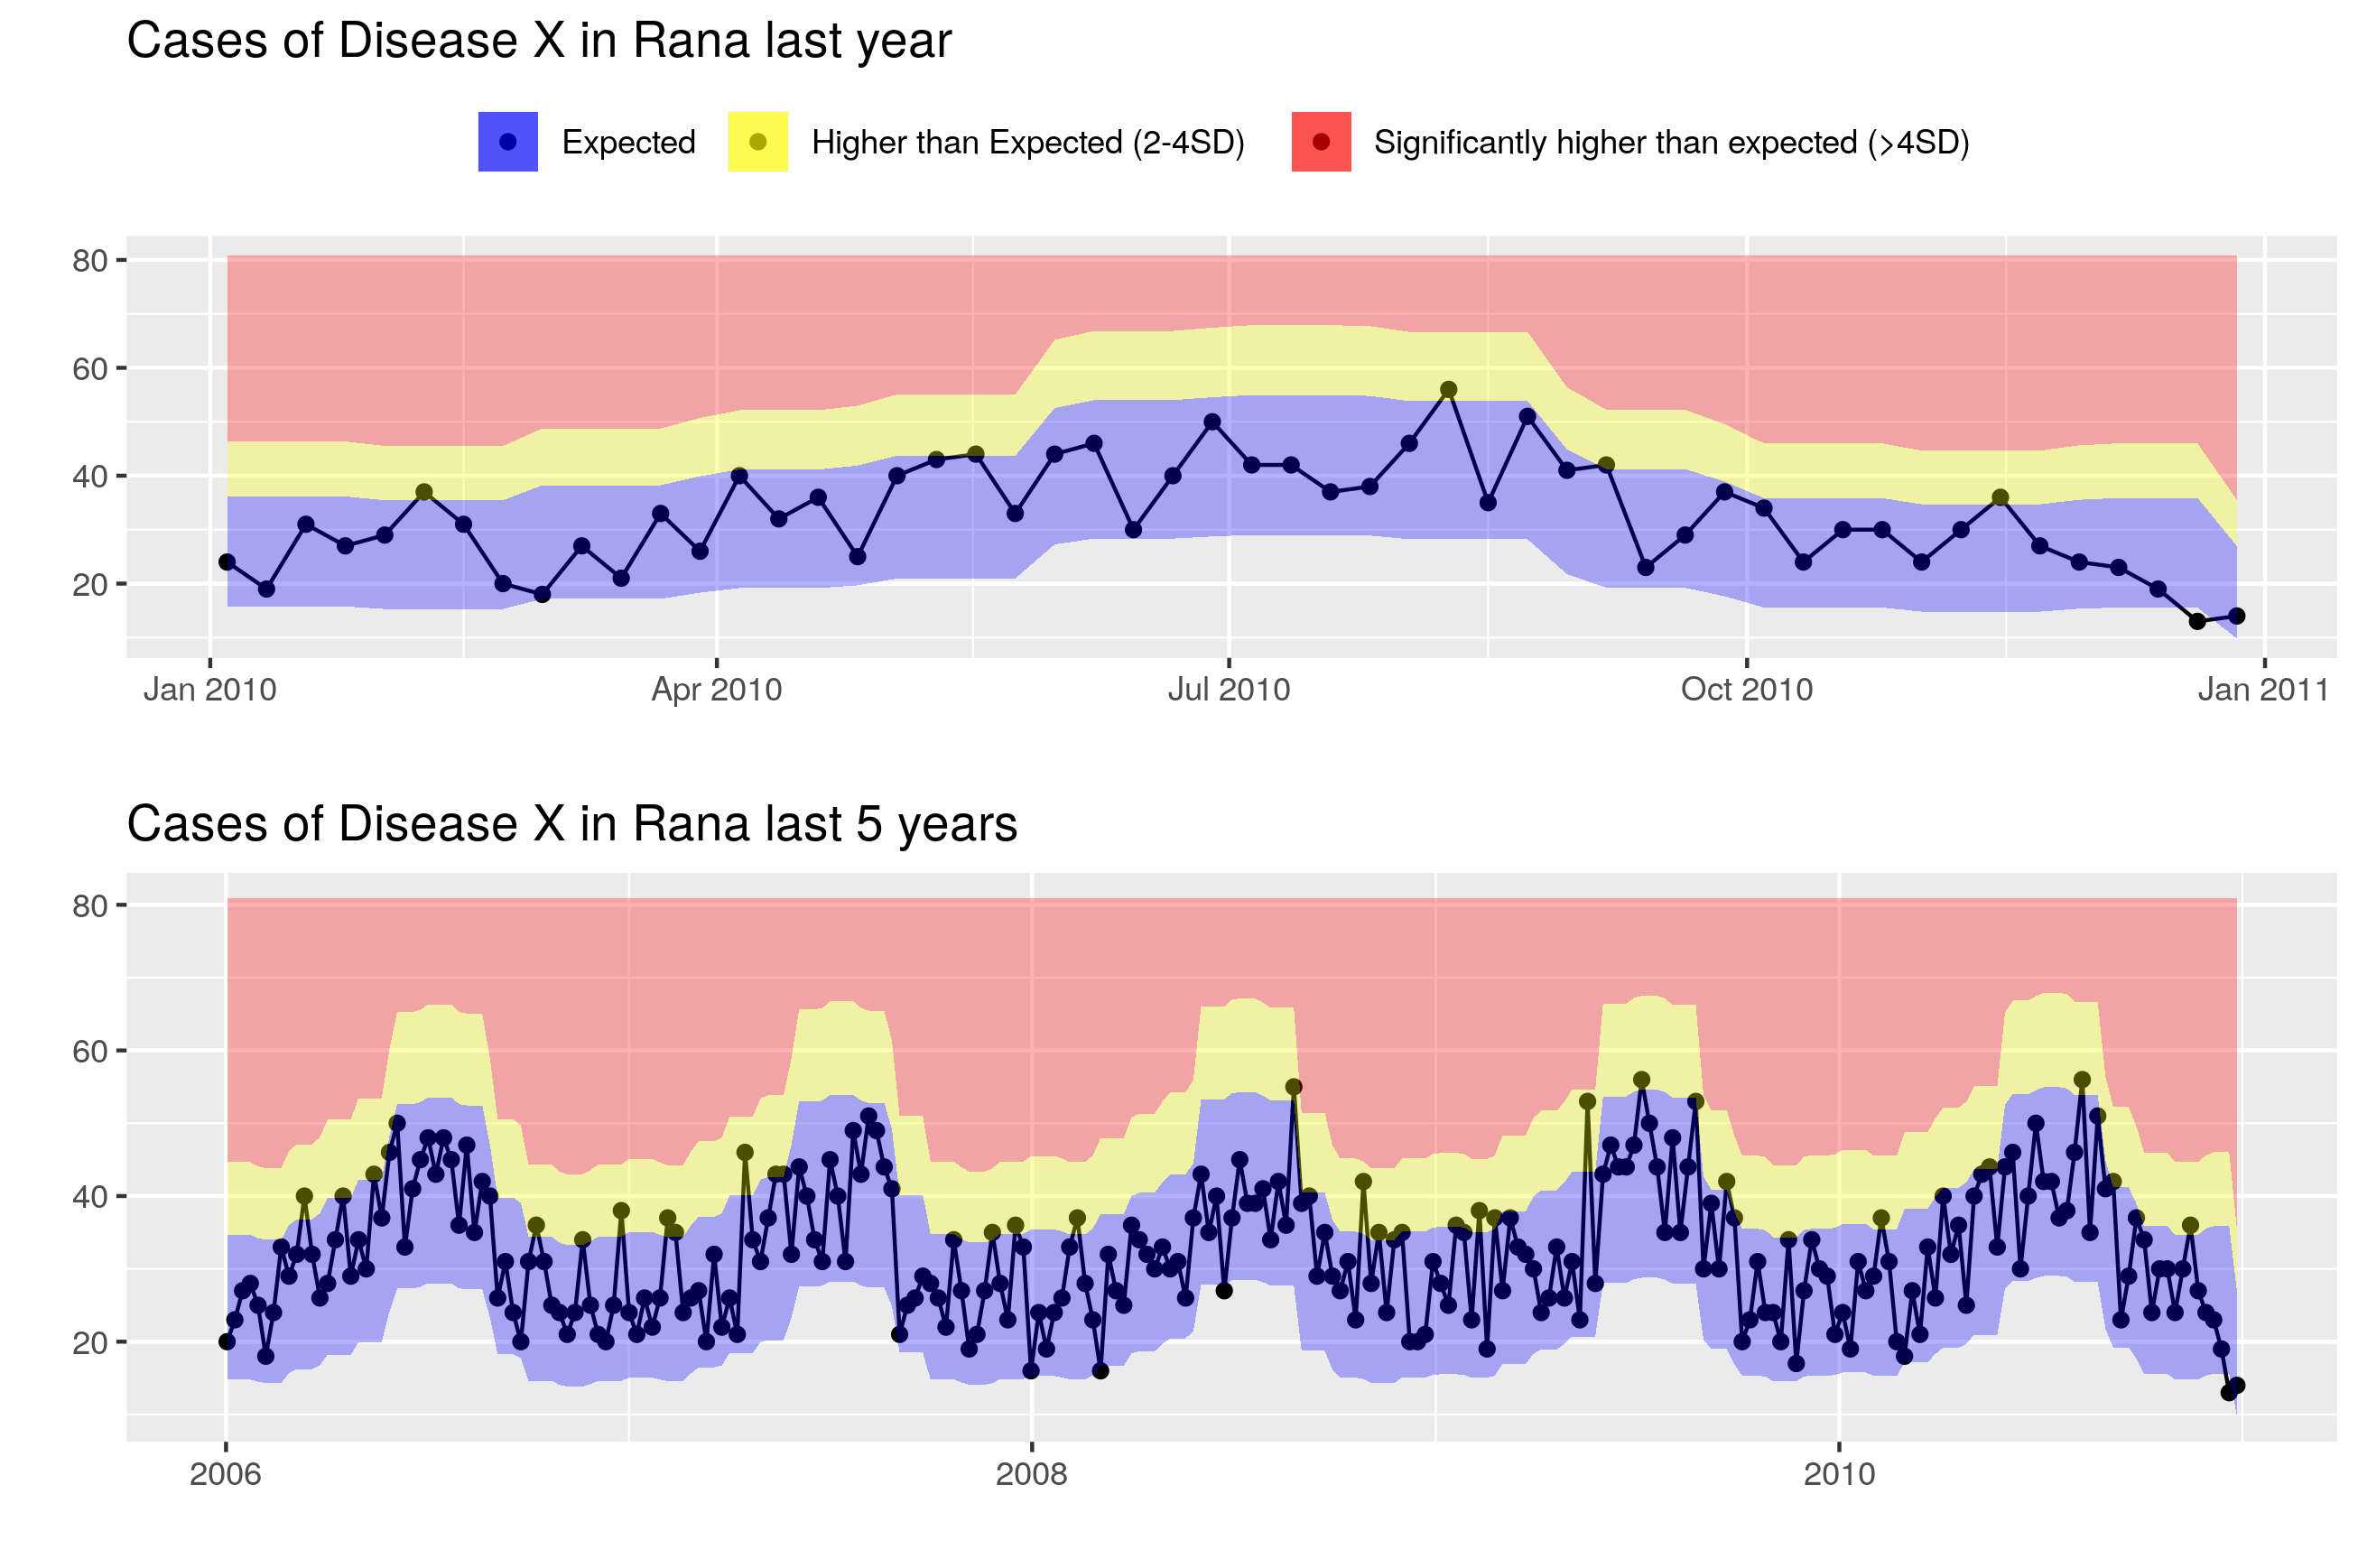 Cases of Disease X in Rana last year
Expected Higher than Expected (2-4SD) Significantly higher than expected (>4SD)
80
60
40
20
Jan 2010 Apr 2010 Jul 2010 Oct 2010 Jan 2011
Cases of Disease X in Rana last 5 years
80
60
40
20
2006 2008 2010